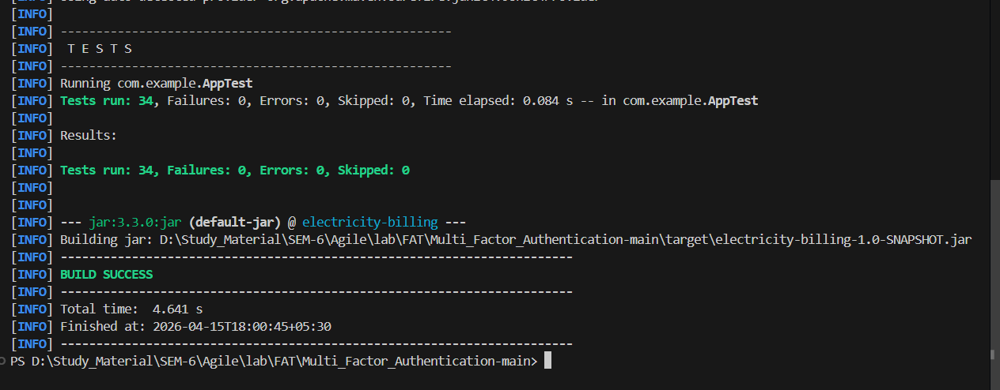 [INFO]
[INFO] -------------------------------------------------------
[INFO]  T E S T S
[INFO] -------------------------------------------------------
[INFO] Running com.example.AppTest
[INFO] Tests run: 34, Failures: 0, Errors: 0, Skipped: 0, Time elapsed: 0.084 s -- in com.example.AppTest
[INFO]
[INFO] Results:
[INFO]
[INFO] Tests run: 34, Failures: 0, Errors: 0, Skipped: 0
[INFO]
[INFO]
[INFO] --- jar:3.3.0:jar (default-jar) @ electricity-billing ---
[INFO] Building jar: D:\Study_Material\SEM-6\Agile\lab\FAT\Multi_Factor_Authentication-main\target\electricity-billing-1.0-SNAPSHOT.jar
[INFO] ------------------------------------------------------------------------
[INFO] BUILD SUCCESS
[INFO] ------------------------------------------------------------------------
[INFO] Total time:  4.641 s
[INFO] Finished at: 2026-04-15T18:00:45+05:30
[INFO] ------------------------------------------------------------------------
PS D:\Study_Material\SEM-6\Agile\lab\FAT\Multi_Factor_Authentication-main>